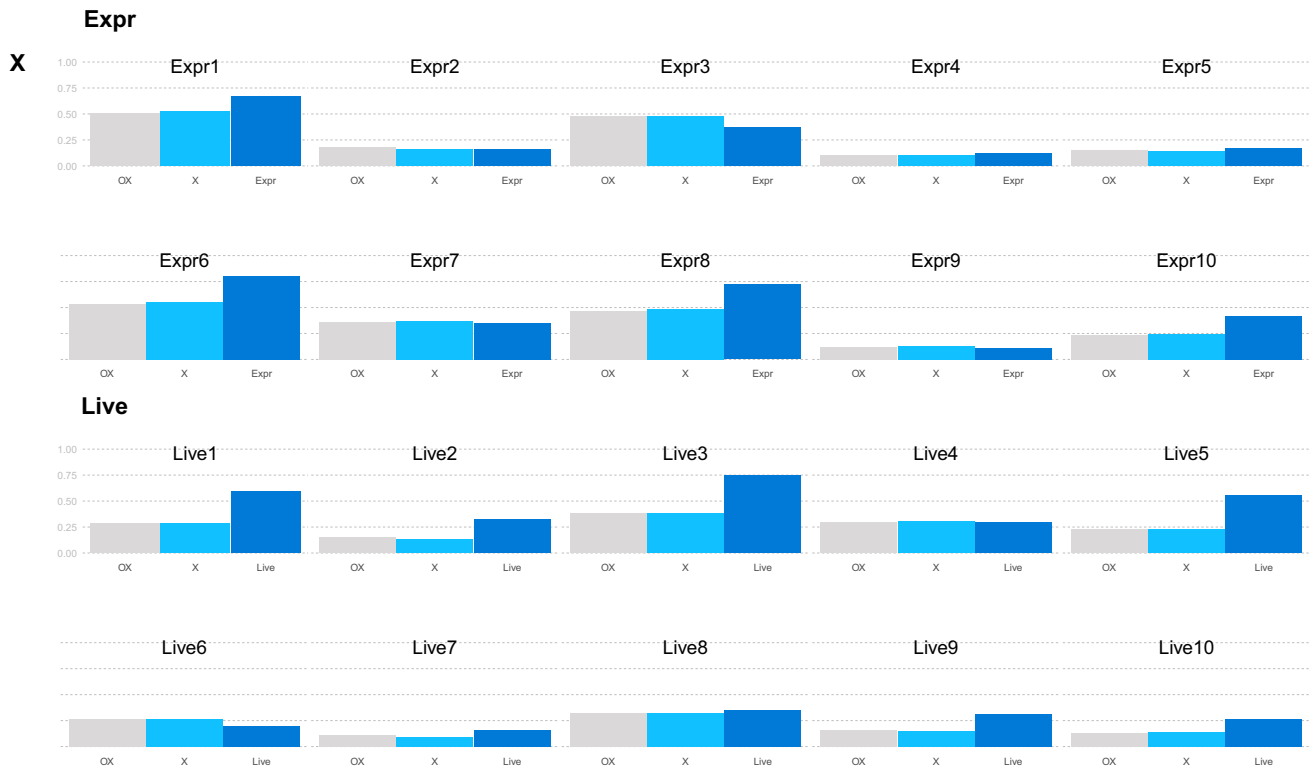 Expr
X
1.00
Expr1 Expr2 Expr3 Expr4 Expr5
0.75
0.50
0.25
0.00
OX X Expr OX X Expr OX X Expr OX X Expr OX X Expr
Expr6 Expr7 Expr8 Expr9 Expr10
OX X Expr OX X Expr OX X Expr OX X Expr OX X Expr
Live
1.00
Live1 Live2 Live3 Live4 Live5
0.75
0.50
0.25
0.00
OX X Live OX X Live OX X Live OX X Live OX X Live
Live6 Live7 Live8 Live9 Live10
OX X Live OX X Live OX X Live OX X Live OX X Live